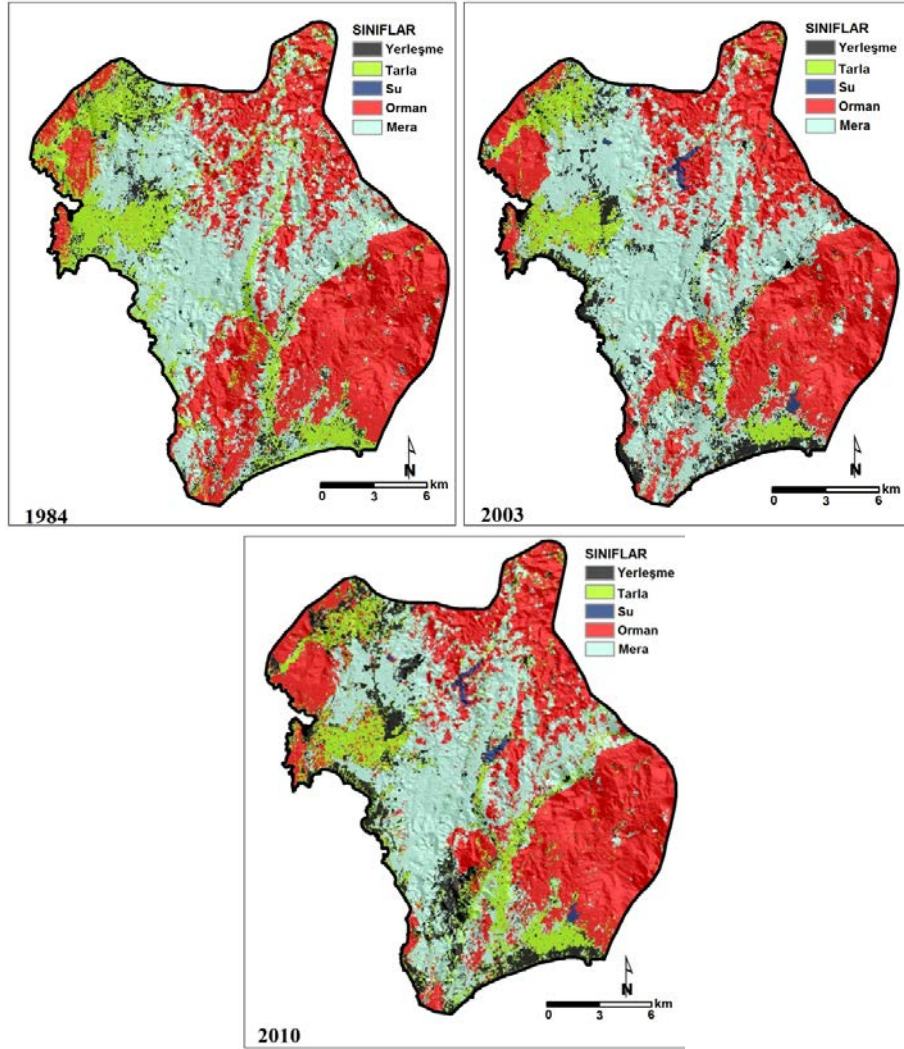 SINIFLAR
Yerleşme
Tarla
Su
Orman
Mera
N
km
0 3 6
1984
SINIFLAR
Yerleşme
Tarla
Su
Orman
Mera
N
km
0 3 6
2003
SINIFLAR
Yerleşme
Tarla
Su
Orman
Mera
N
km
0 3 6
2010